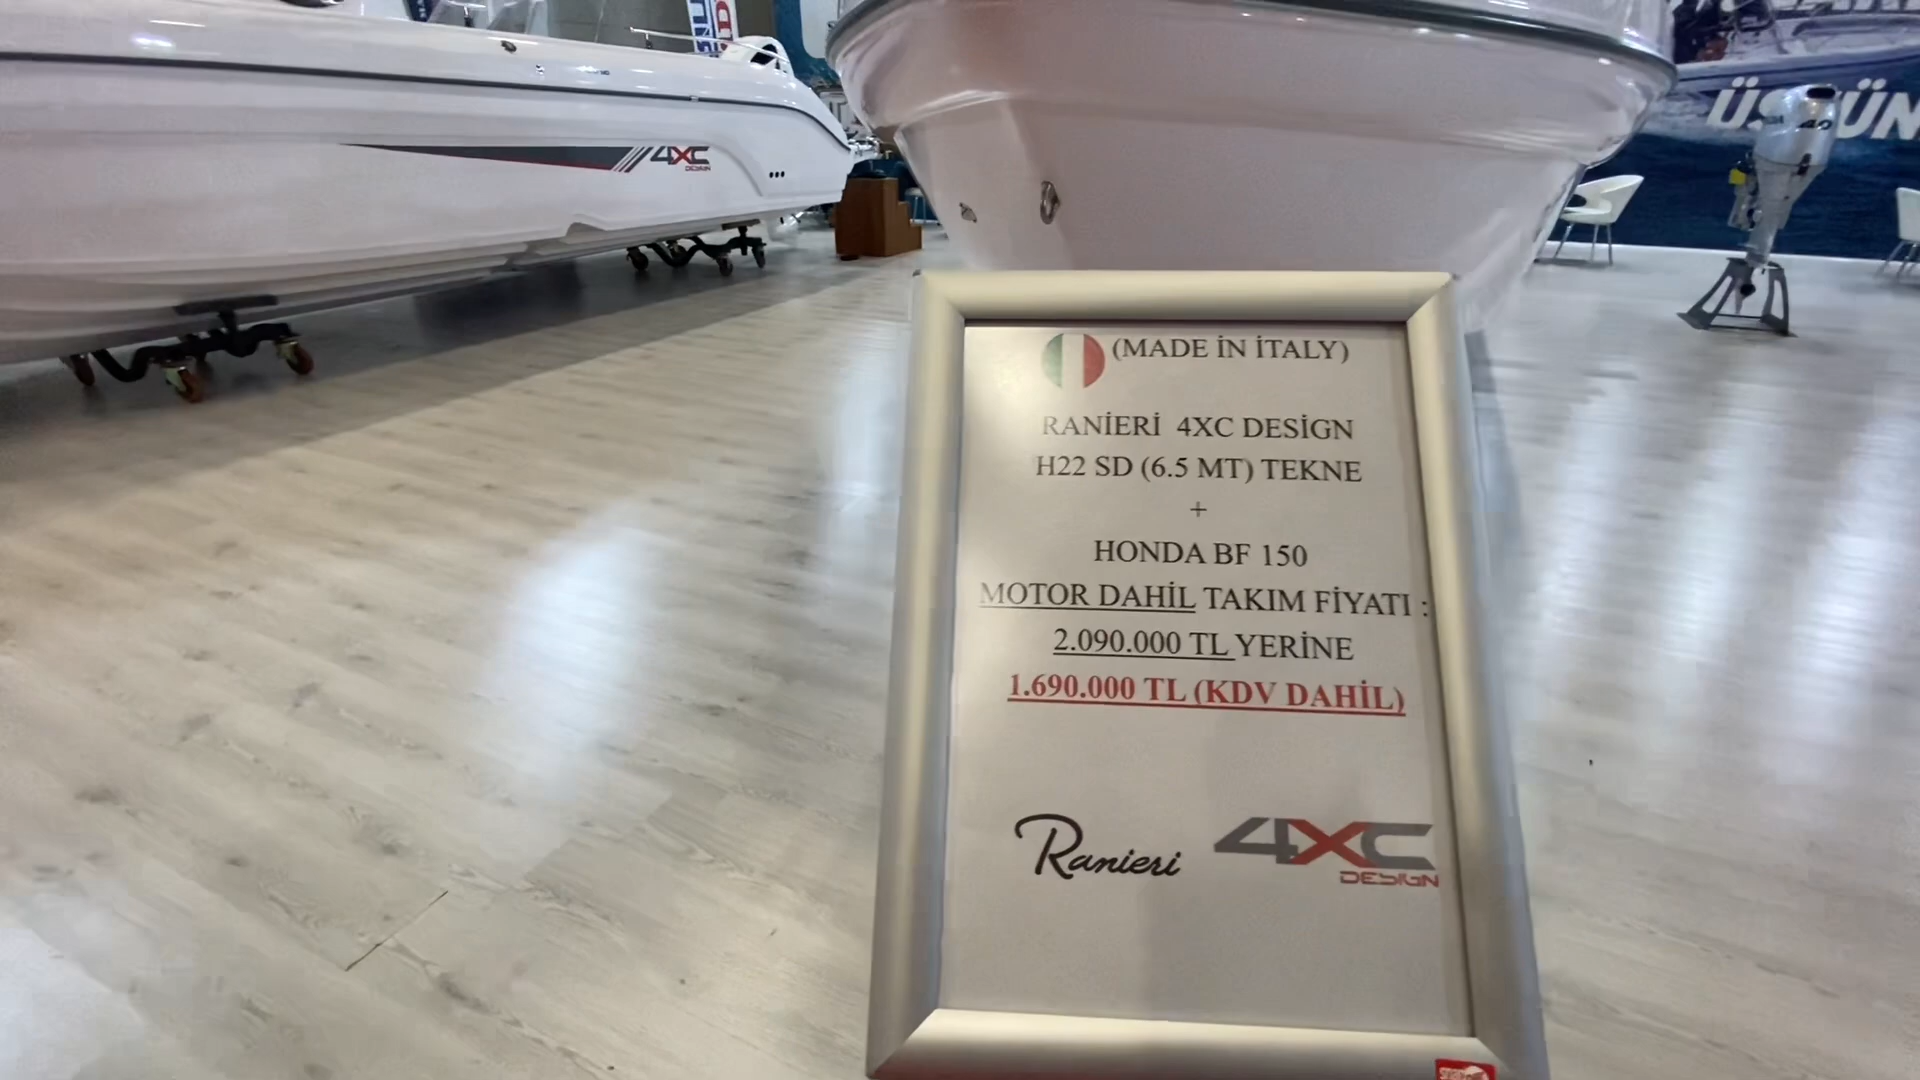 4XC
DESIGN
ÜSTÜN
40
(MADE İN İTALY)
RANİERİ 4XC DESİGN
H22 SD (6.5 MT) TEKNE
+
HONDA BF 150
MOTOR DAHİL TAKIM FİYATI :
2.090.000 TL YERİNE
1.690.000 TL (KDV DAHİL)
Ranieri
4XC
DESIGN